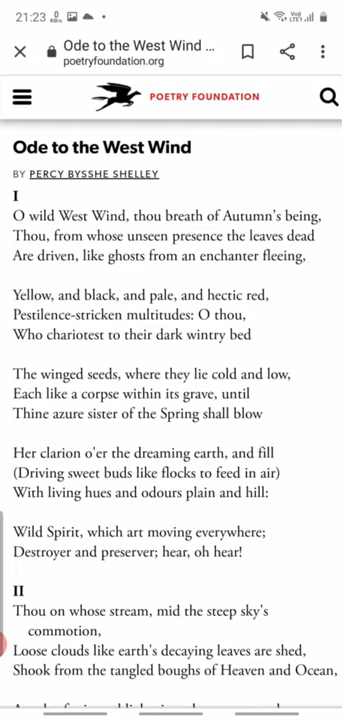 21:23
Ode to the West Wind ...
poetryfoundation.org
POETRY FOUNDATION
Ode to the West Wind
BY PERCY BYSSHE SHELLEY
I
O wild West Wind, thou breath of Autumn's being,
Thou, from whose unseen presence the leaves dead
Are driven, like ghosts from an enchanter fleeing,
Yellow, and black, and pale, and hectic red,
Pestilence-stricken multitudes: O thou,
Who chariotest to their dark wintry bed
The winged seeds, where they lie cold and low,
Each like a corpse within its grave, until
Thine azure sister of the Spring shall blow
Her clarion o'er the dreaming earth, and fill
(Driving sweet buds like flocks to feed in air)
With living hues and odours plain and hill:
Wild Spirit, which art moving everywhere;
Destroyer and preserver; hear, oh hear!
II
Thou on whose stream, mid the steep sky's
commotion,
Loose clouds like earth's decaying leaves are shed,
Shook from the tangled boughs of Heaven and Ocean,